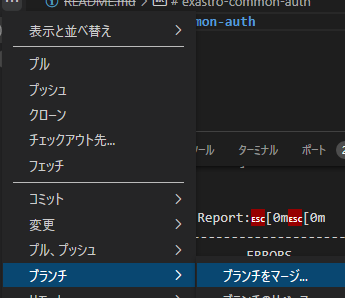 README.md > # exastro-common-auth
表示と並べ替え
mon-auth
プル
プッシュ
クローン
チェックアウト先...
フェッチ
ール ターミナル ポート 2
コミット
変更
Report:ESC[0mESC[0m
プル、プッシュ
ERRORS
ブランチ
ブランチをマージ...